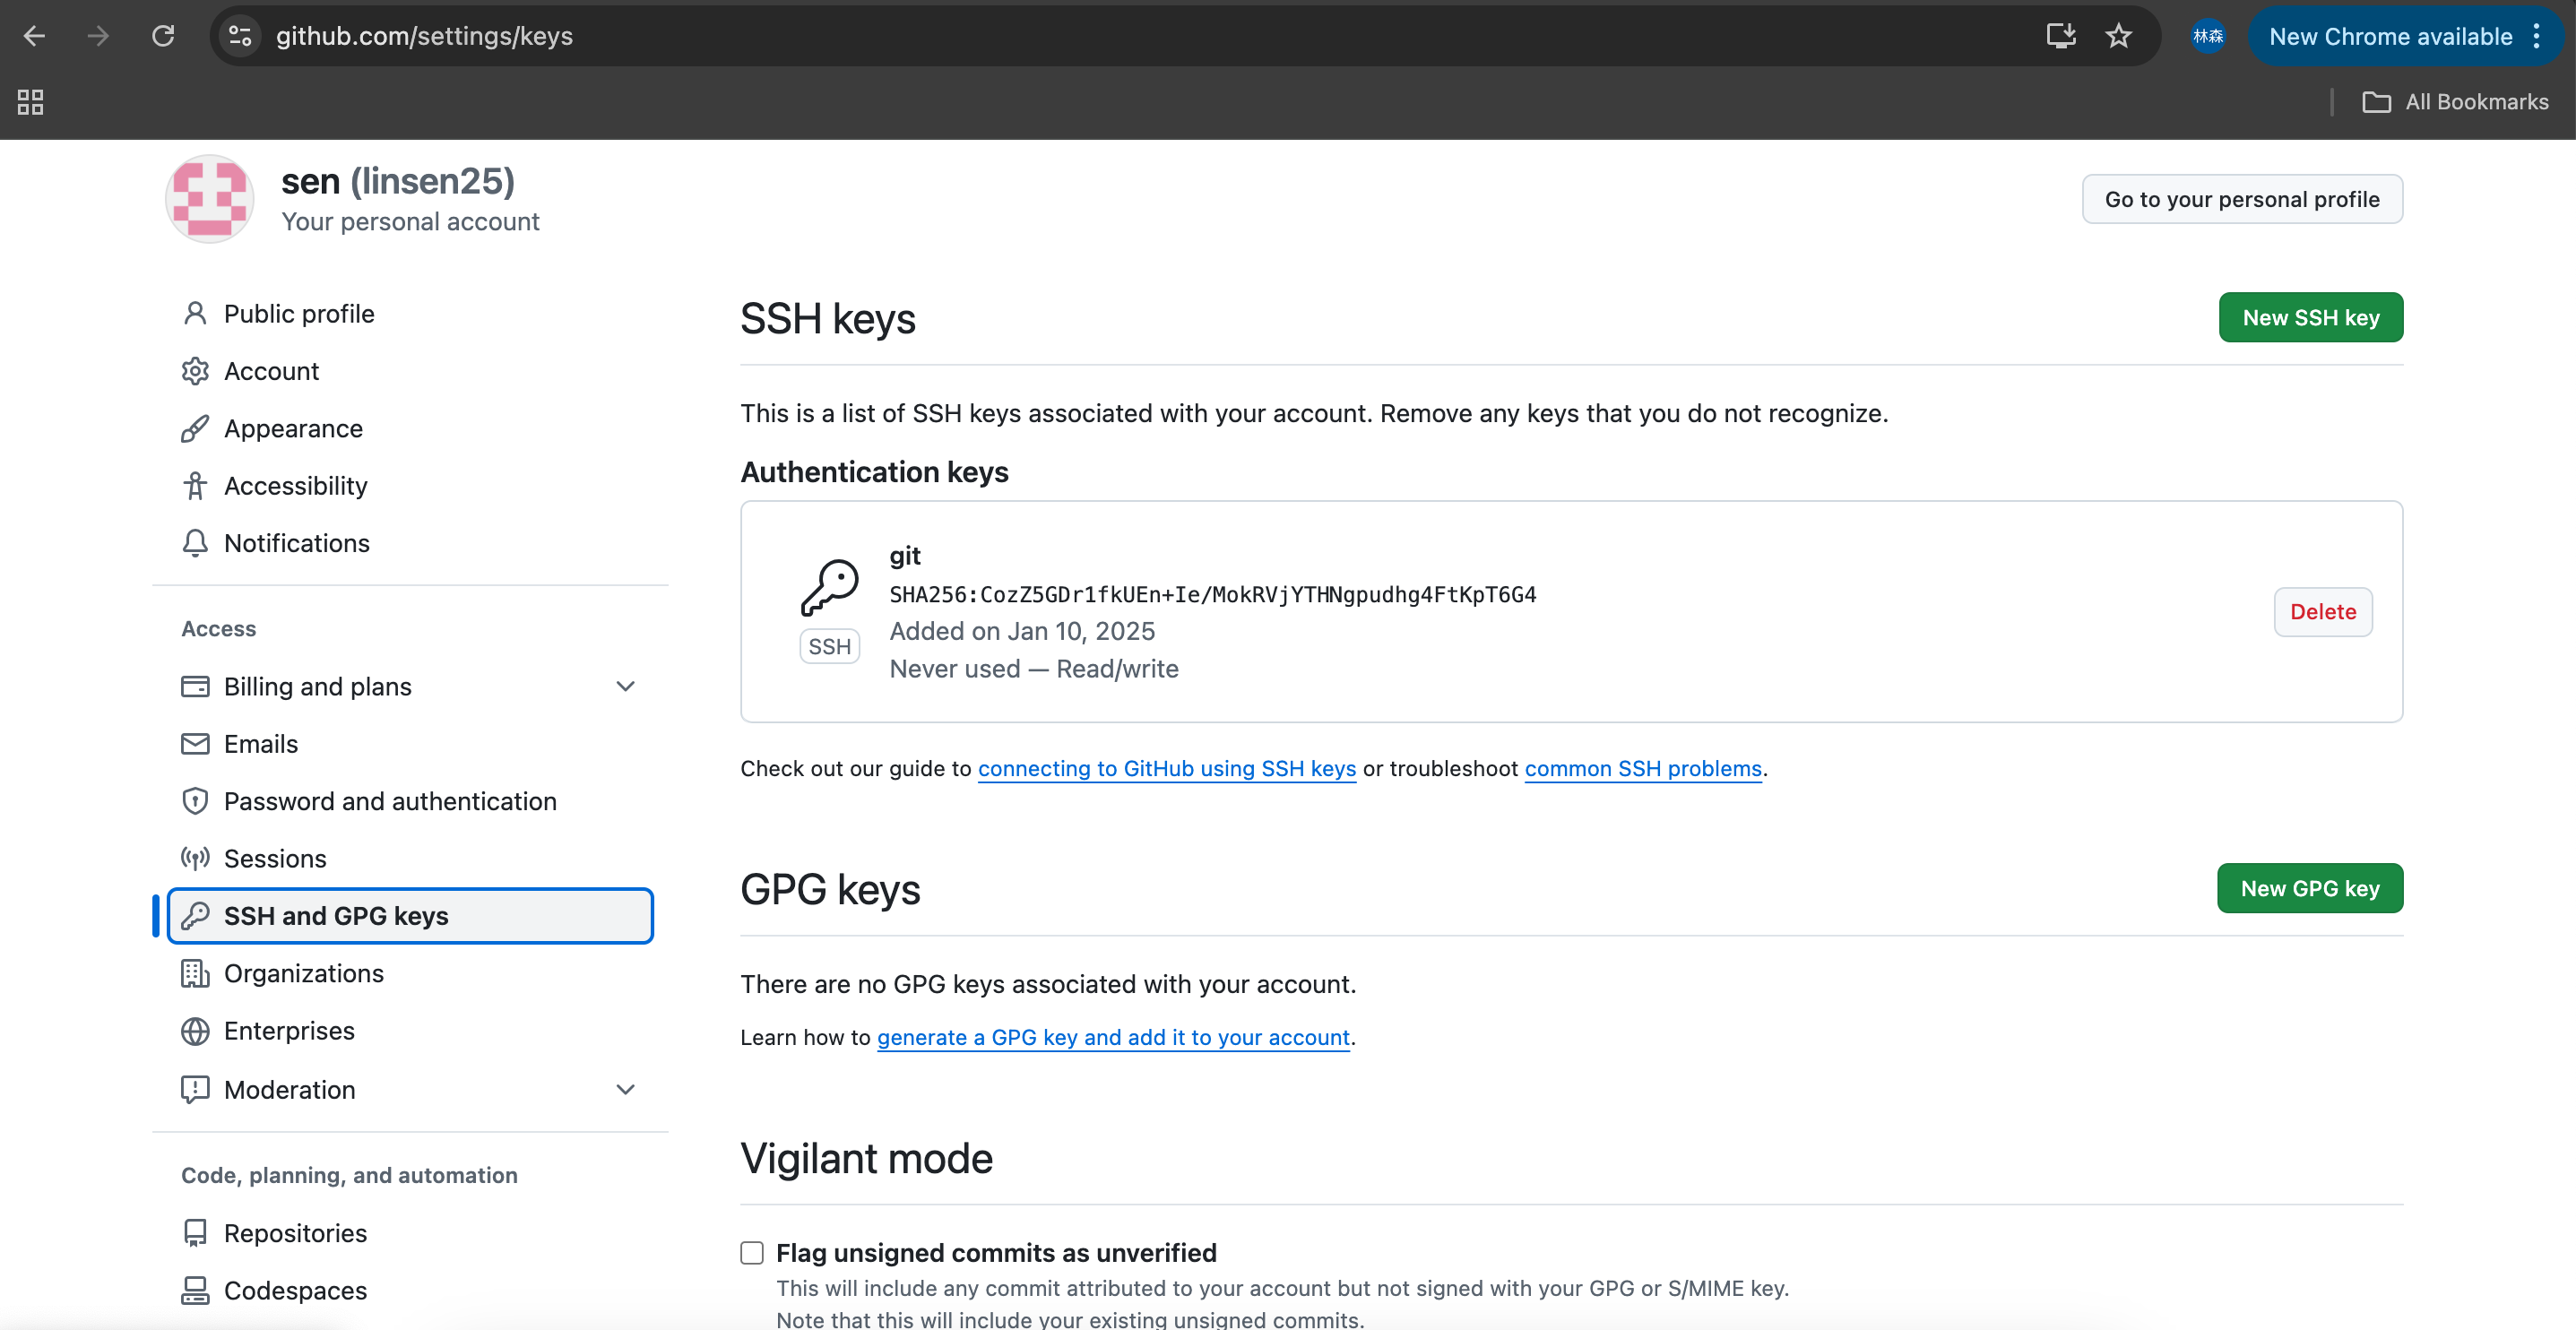 github.com/settings/keys
林森
New Chrome available
All Bookmarks
sen (linsen25)
Your personal account
Go to your personal profile
Public profile
Account
Appearance
Accessibility
Notifications
Access
Billing and plans
Emails
Password and authentication
Sessions
SSH and GPG keys
Organizations
Enterprises
Moderation
Code, planning, and automation
Repositories
Codespaces
SSH keys
New SSH key
This is a list of SSH keys associated with your account. Remove any keys that you do not recognize.
Authentication keys
git
SHA256:CozZ5GDr1fkUEn+Ie/MokRVjYTHNgpudhg4FtKpT6G4
Added on Jan 10, 2025
Never used — Read/write
SSH
Delete
Check out our guide to connecting to GitHub using SSH keys or troubleshoot common SSH problems.
GPG keys
New GPG key
There are no GPG keys associated with your account.
Learn how to generate a GPG key and add it to your account.
Vigilant mode
Flag unsigned commits as unverified
This will include any commit attributed to your account but not signed with your GPG or S/MIME key.
Note that this will include your existing unsigned commits.